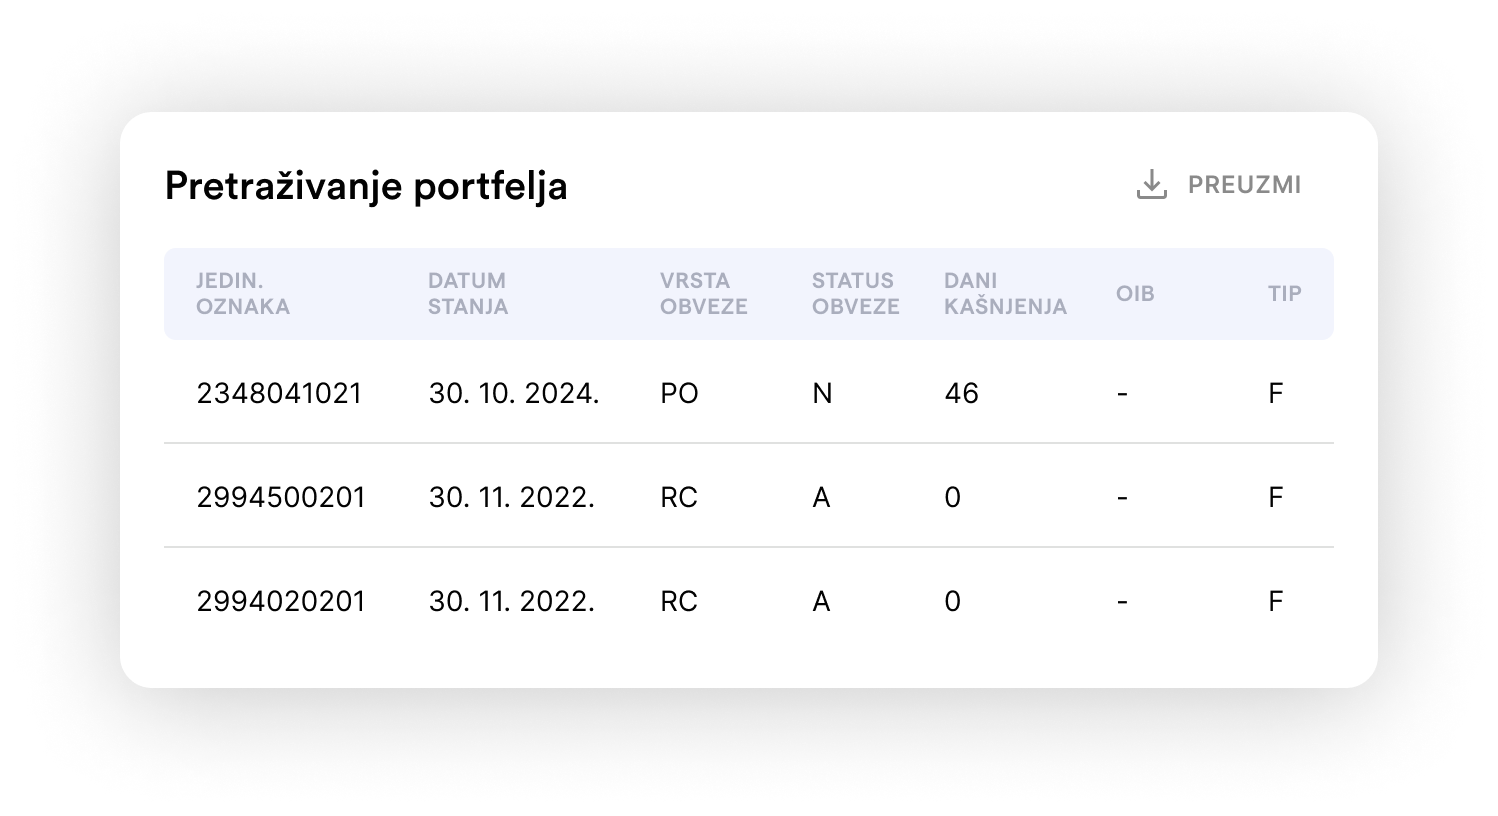 Pretraživanje portfelja
PREUZMI
JEDIN. OZNAKA DATUM STANJA VRSTA OBVEZE STATUS OBVEZE DANI KAŠNJENJA OIB TIP
2348041021 30. 10. 2024. PO N 46 - F
2994500201 30. 11. 2022. RC A 0 - F
2994020201 30. 11. 2022. RC A 0 - F